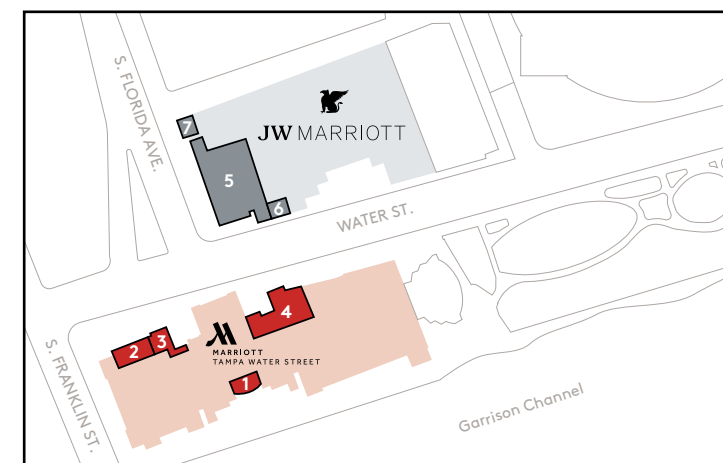 S. FLORIDA AVE.
7
JW MARRIOTT
5
6
WATER ST.
4
S. FRANKLIN ST.
2
3
MARRIOTT
TAMPA WATER STREET
1
Garrison Channel